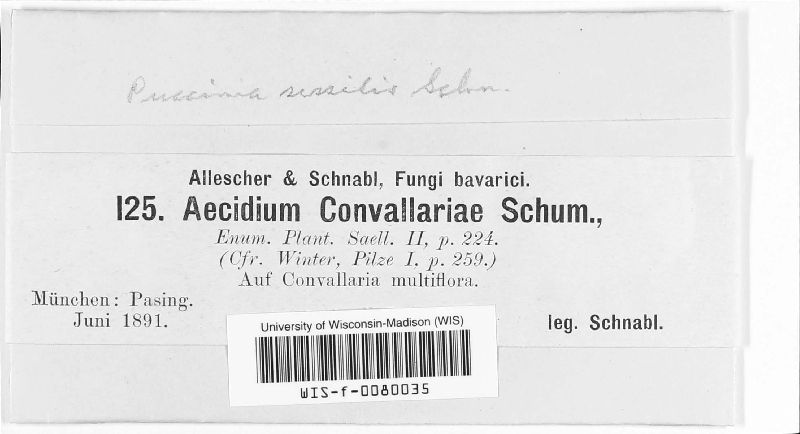 Puccinia sessilis Schn.
Allescher & Schnabl, Fungi bavarici.
125. Aecidium Convallariae Schum.,
Enum. Plant. Saell. II, p. 224.
(Cfr. Winter, Pilze I. p. 259.)
Auf Convallaria multiflora.
München: Pasing.
Juni 1891.
leg. Schnabl.
University of Wisconsin-Madison (WIS)
WIS-f-0080035